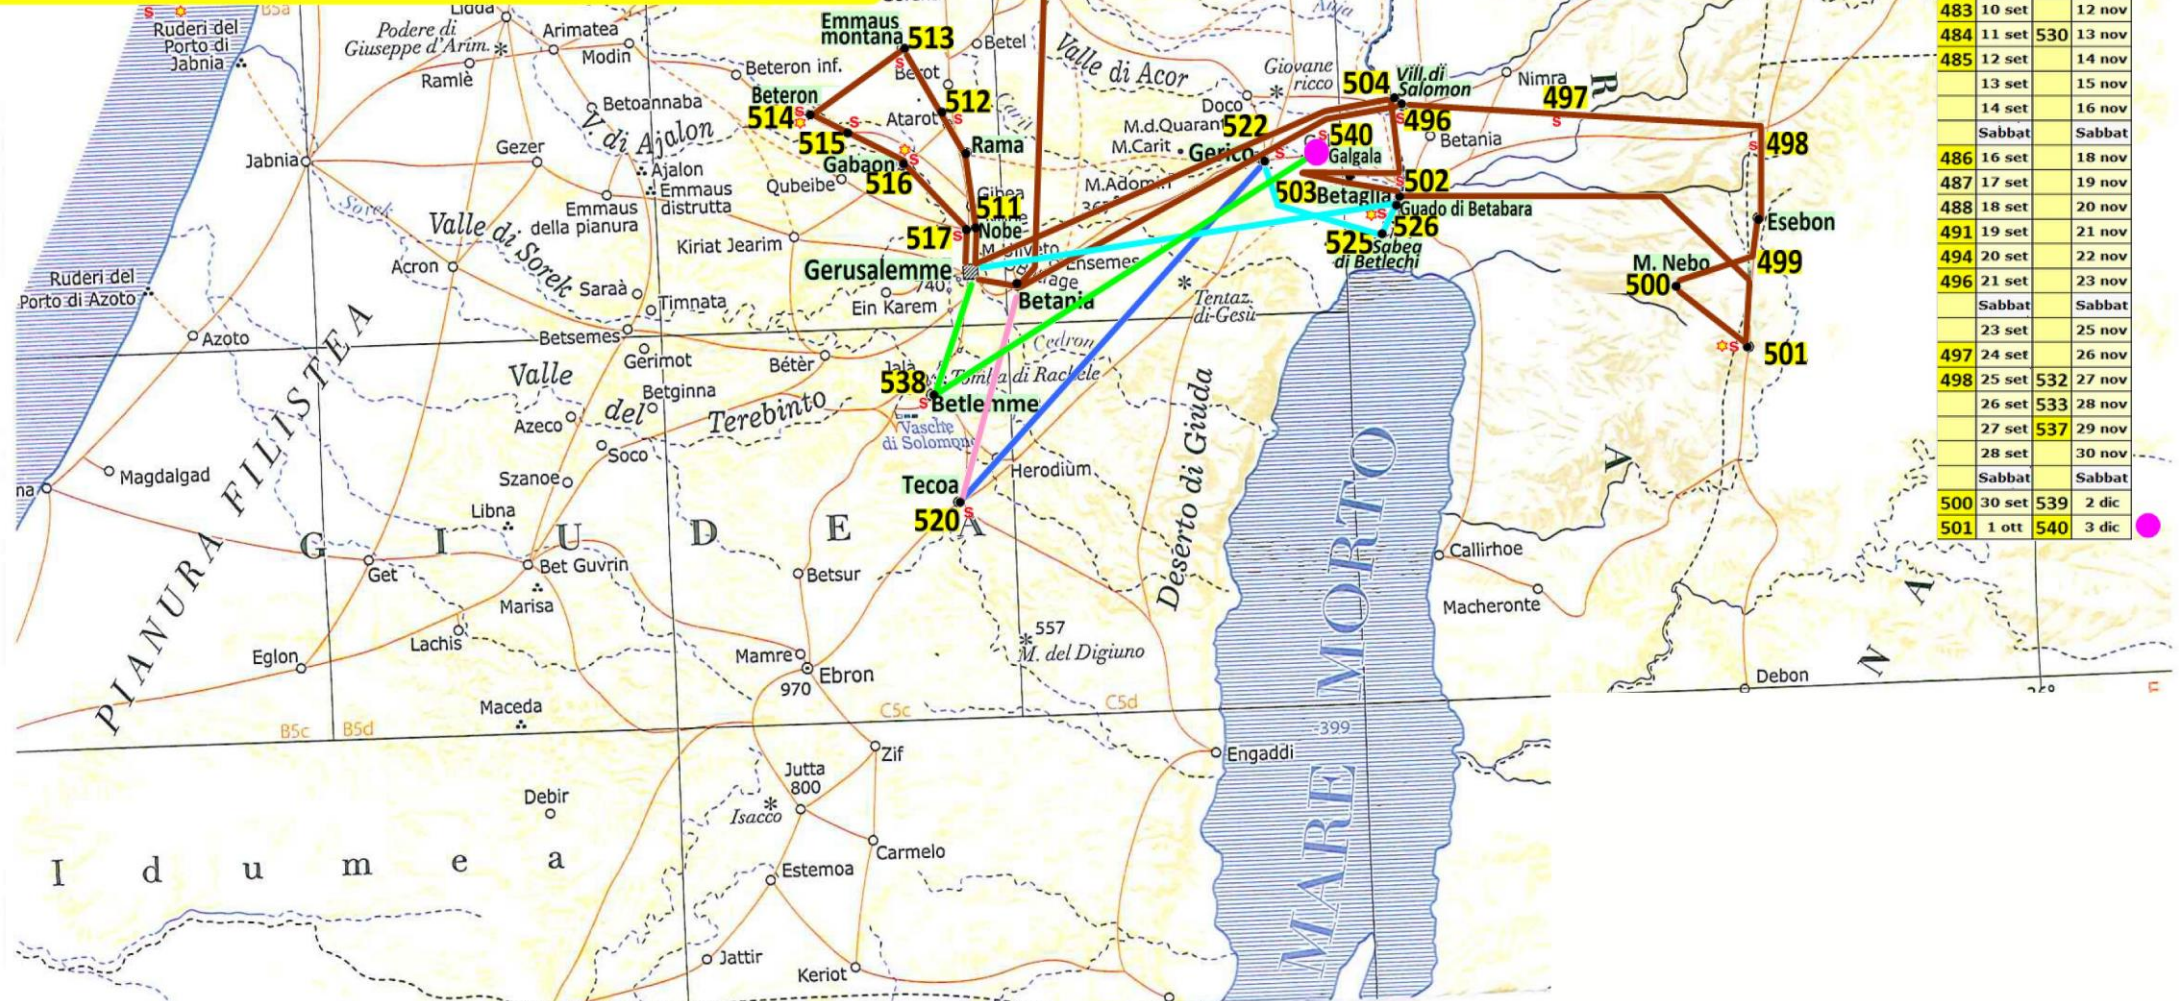 B5a
Lidda
Ruderi del
Porto di
Jabnia
Podere di
Giuseppe d'Arim.
Arimatea
Modin
Ramlè
Emmaus
montana
513
Betel
Beteron inf.
Berot
Valle di Acor
Giovane
ricco
504
Vill. di
Salomon
Nimra
R
497
Beteron
514
Betoannaba
V. di Ajalon
512
Atarot
Doco
M.d.Quarant
522
540
496
Betania
515
Rama
M.Carit
Gerico
Galgala
498
Jabnia
Gezer
Ajalon
Gabaon
516
Qubeibe
Emmaus
distrutta
Emmaus
della pianura
M.Adomin
503
Betaglia
502
Guado di Betabara
Gibea
511
Nobe
517
Sorek
Valle di Sorek
Kiriat Jearim
525
526
Sabea
di Betlechi
Esebon
499
M. Nebo
500
501
Acron
Gerusalemme
Ensemes
740
Ein Karem
Betania
Tentaz.
di-Gesù
Ruderi del
Porto di Azoto
Saraà
Timnata
Azoto
Betsemes
Gerimot
Bétèr
Cedron
Jala
Tomba di Rachele
538
Betlemme
Valle
del
Terebinto
Betginna
Azeco
Soco
Vasche
di Solomone
Herodium
Deserto di Giuda
Magdalgad
PIANURA FILISTEA
Szanoe
Libna
Tecoa
520
na
G I U D E A
Get
Bet Guvrin
Marisa
Betsur
Callirhoe
Macheronte
A
N
A
MARE MORTO
557
M. del Digiuno
Lachis
Eglon
Mamre
Ebron
970
Debon
Maceda
B5c
B5d
C5c
C5d
-399
Zif
Engaddi
Jutta
800
Isacco
Debir
Carmelo
I d u m e a
Estemoa
Jattir
Keriot
483 10 set 12 nov
484 11 set 530 13 nov
485 12 set 14 nov
13 set 15 nov
14 set 16 nov
Sabbat Sabbat
486 16 set 18 nov
487 17 set 19 nov
488 18 set 20 nov
491 19 set 21 nov
494 20 set 22 nov
496 21 set 23 nov
Sabbat Sabbat
23 set 25 nov
497 24 set 26 nov
498 25 set 532 27 nov
26 set 533 28 nov
27 set 537 29 nov
28 set 30 nov
Sabbat Sabbat
500 30 set 539 2 dic
501 1 ott 540 3 dic